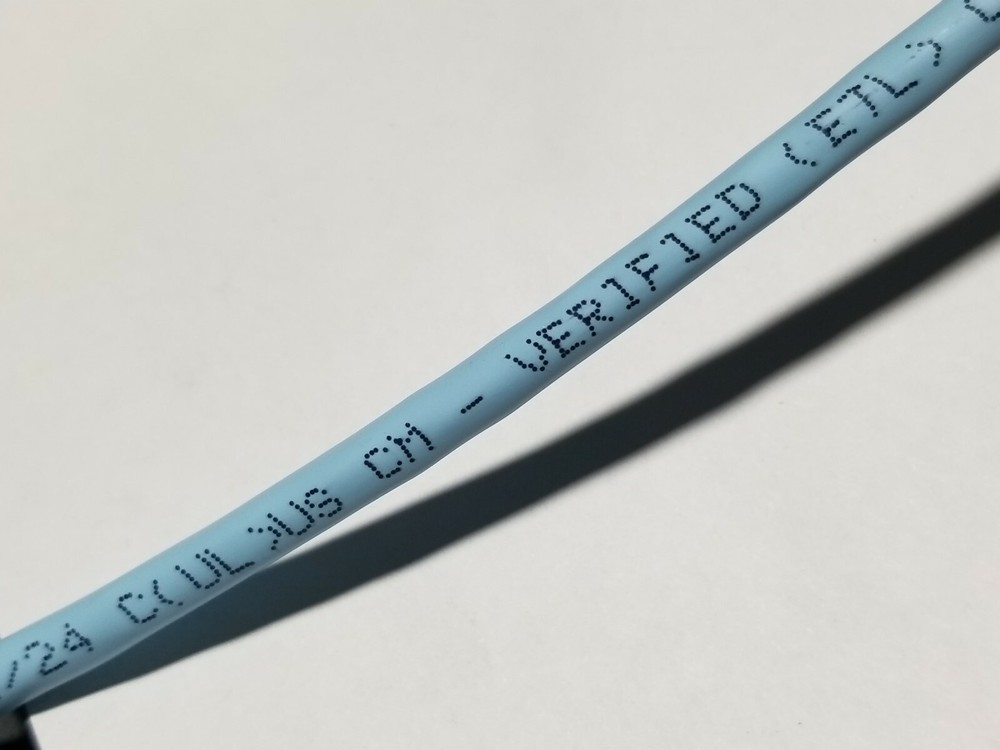 /24 C(UL)US CM - VERIFIED (ETL)